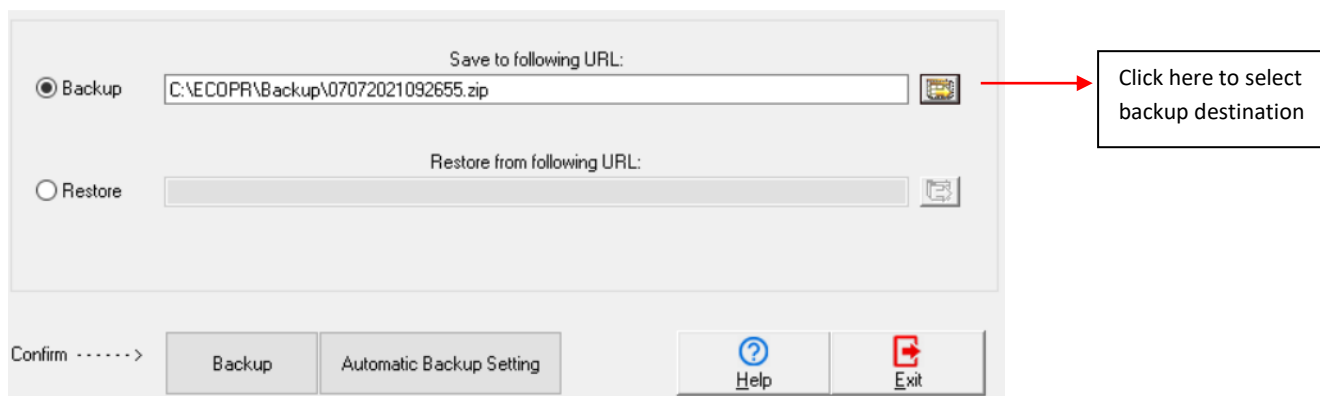 Save to following URL:
Backup C:\ECOPR\Backup\07072021092655.zip
Click here to select
backup destination
Restore from following URL:
Restore
Confirm ------> Backup Automatic Backup Setting Help Exit